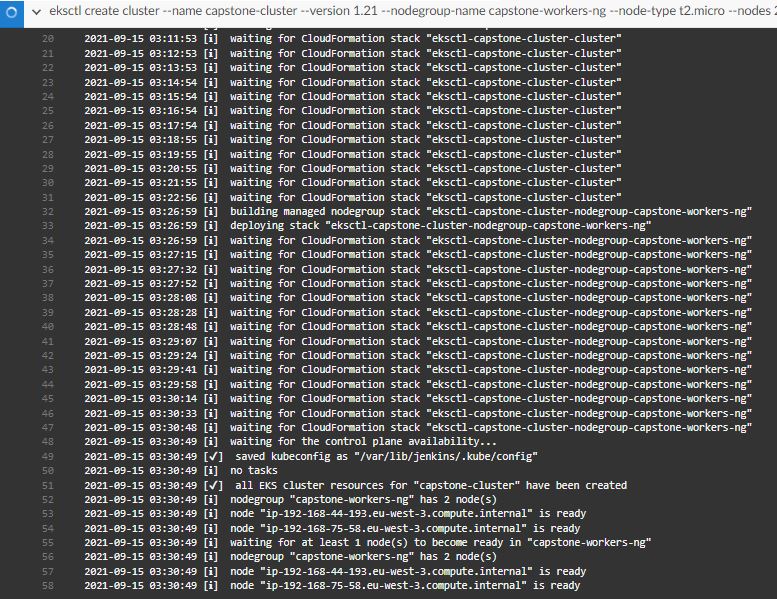 eksctl create cluster --name capstone-cluster --version 1.21 --nodegroup-name capstone-workers-ng --node-type t2.micro --nodes 2
20 2021-09-15 03:11:53 [ℹ] waiting for CloudFormation stack "eksctl-capstone-cluster-cluster"
21 2021-09-15 03:12:53 [ℹ] waiting for CloudFormation stack "eksctl-capstone-cluster-cluster"
22 2021-09-15 03:13:53 [ℹ] waiting for CloudFormation stack "eksctl-capstone-cluster-cluster"
23 2021-09-15 03:14:54 [ℹ] waiting for CloudFormation stack "eksctl-capstone-cluster-cluster"
24 2021-09-15 03:15:54 [ℹ] waiting for CloudFormation stack "eksctl-capstone-cluster-cluster"
25 2021-09-15 03:16:54 [ℹ] waiting for CloudFormation stack "eksctl-capstone-cluster-cluster"
26 2021-09-15 03:17:54 [ℹ] waiting for CloudFormation stack "eksctl-capstone-cluster-cluster"
27 2021-09-15 03:18:55 [ℹ] waiting for CloudFormation stack "eksctl-capstone-cluster-cluster"
28 2021-09-15 03:19:55 [ℹ] waiting for CloudFormation stack "eksctl-capstone-cluster-cluster"
29 2021-09-15 03:20:55 [ℹ] waiting for CloudFormation stack "eksctl-capstone-cluster-cluster"
30 2021-09-15 03:21:55 [ℹ] waiting for CloudFormation stack "eksctl-capstone-cluster-cluster"
31 2021-09-15 03:22:56 [ℹ] waiting for CloudFormation stack "eksctl-capstone-cluster-cluster"
32 2021-09-15 03:26:59 [ℹ] building managed nodegroup stack "eksctl-capstone-cluster-nodegroup-capstone-workers-ng"
33 2021-09-15 03:26:59 [ℹ] deploying stack "eksctl-capstone-cluster-nodegroup-capstone-workers-ng"
34 2021-09-15 03:26:59 [ℹ] waiting for CloudFormation stack "eksctl-capstone-cluster-nodegroup-capstone-workers-ng"
35 2021-09-15 03:27:15 [ℹ] waiting for CloudFormation stack "eksctl-capstone-cluster-nodegroup-capstone-workers-ng"
36 2021-09-15 03:27:32 [ℹ] waiting for CloudFormation stack "eksctl-capstone-cluster-nodegroup-capstone-workers-ng"
37 2021-09-15 03:27:52 [ℹ] waiting for CloudFormation stack "eksctl-capstone-cluster-nodegroup-capstone-workers-ng"
38 2021-09-15 03:28:08 [ℹ] waiting for CloudFormation stack "eksctl-capstone-cluster-nodegroup-capstone-workers-ng"
39 2021-09-15 03:28:28 [ℹ] waiting for CloudFormation stack "eksctl-capstone-cluster-nodegroup-capstone-workers-ng"
40 2021-09-15 03:28:48 [ℹ] waiting for CloudFormation stack "eksctl-capstone-cluster-nodegroup-capstone-workers-ng"
41 2021-09-15 03:29:07 [ℹ] waiting for CloudFormation stack "eksctl-capstone-cluster-nodegroup-capstone-workers-ng"
42 2021-09-15 03:29:24 [ℹ] waiting for CloudFormation stack "eksctl-capstone-cluster-nodegroup-capstone-workers-ng"
43 2021-09-15 03:29:41 [ℹ] waiting for CloudFormation stack "eksctl-capstone-cluster-nodegroup-capstone-workers-ng"
44 2021-09-15 03:29:58 [ℹ] waiting for CloudFormation stack "eksctl-capstone-cluster-nodegroup-capstone-workers-ng"
45 2021-09-15 03:30:14 [ℹ] waiting for CloudFormation stack "eksctl-capstone-cluster-nodegroup-capstone-workers-ng"
46 2021-09-15 03:30:33 [ℹ] waiting for CloudFormation stack "eksctl-capstone-cluster-nodegroup-capstone-workers-ng"
47 2021-09-15 03:30:48 [ℹ] waiting for CloudFormation stack "eksctl-capstone-cluster-nodegroup-capstone-workers-ng"
48 2021-09-15 03:30:49 [ℹ] waiting for the control plane availability...
49 2021-09-15 03:30:49 [✔] saved kubeconfig as "/var/lib/jenkins/.kube/config"
50 2021-09-15 03:30:49 [ℹ] no tasks
51 2021-09-15 03:30:49 [✔] all EKS cluster resources for "capstone-cluster" have been created
52 2021-09-15 03:30:49 [ℹ] nodegroup "capstone-workers-ng" has 2 node(s)
53 2021-09-15 03:30:49 [ℹ] node "ip-192-168-44-193.eu-west-3.compute.internal" is ready
54 2021-09-15 03:30:49 [ℹ] node "ip-192-168-75-58.eu-west-3.compute.internal" is ready
55 2021-09-15 03:30:49 [ℹ] waiting for at least 1 node(s) to become ready in "capstone-workers-ng"
56 2021-09-15 03:30:49 [ℹ] nodegroup "capstone-workers-ng" has 2 node(s)
57 2021-09-15 03:30:49 [ℹ] node "ip-192-168-44-193.eu-west-3.compute.internal" is ready
58 2021-09-15 03:30:49 [ℹ] node "ip-192-168-75-58.eu-west-3.compute.internal" is ready